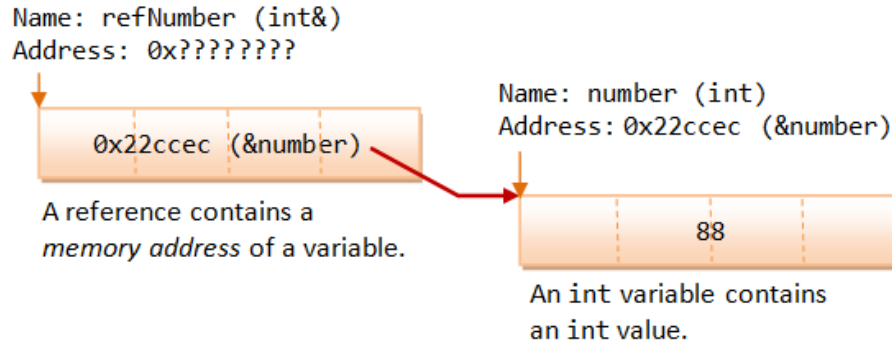 Name: refNumber (int&)
Address: 0x????????
0x22ccec (&number)
A reference contains a
memory address of a variable.
Name: number (int)
Address: 0x22ccec (&number)
88
An int variable contains
an int value.